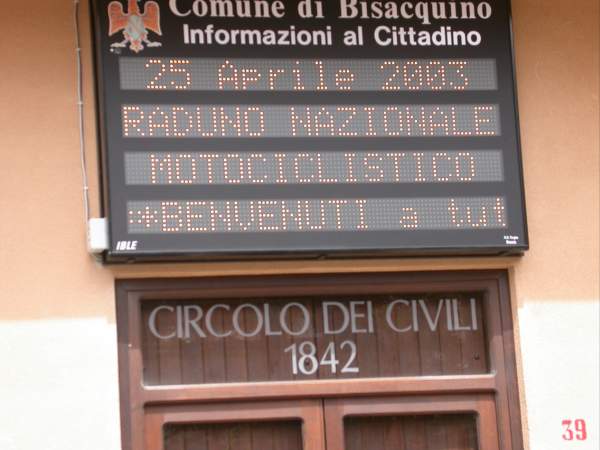 Comune di Bisacquino
Informazioni al Cittadino
25 Aprile 2003
RADUNO NAZIONALE
MOTOCICLISTICO
*BENVENUTI a tut
IBLE
CIRCOLO DEI CIVILI
1842
39